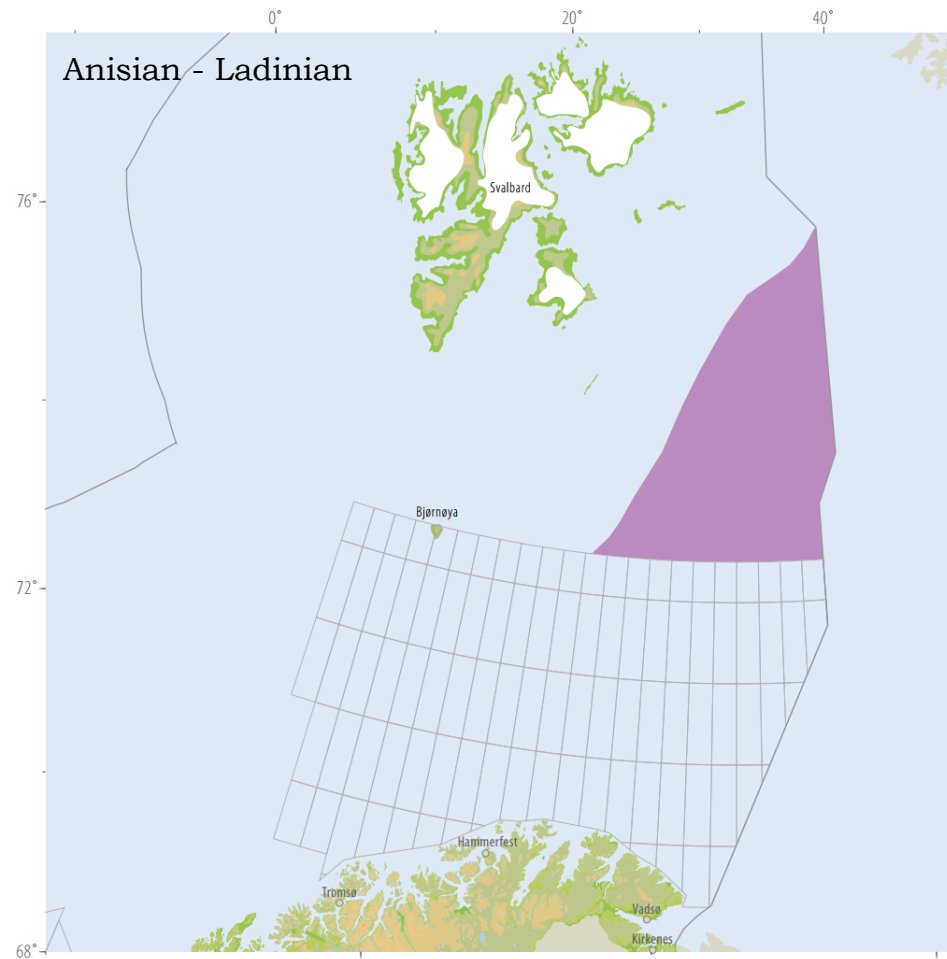 0°
20°
40°
Anisian - Ladinian
Svalbard
76°
Bjørnøya
72°
Hammerfest
Tromsø
Vadsø
Kirkenes
68°